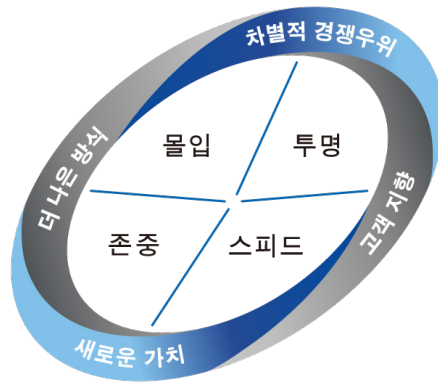 차별적 경쟁우위
더 나은 방식
몰입
투명
고객 지향
존중
스피드
새로운 가치